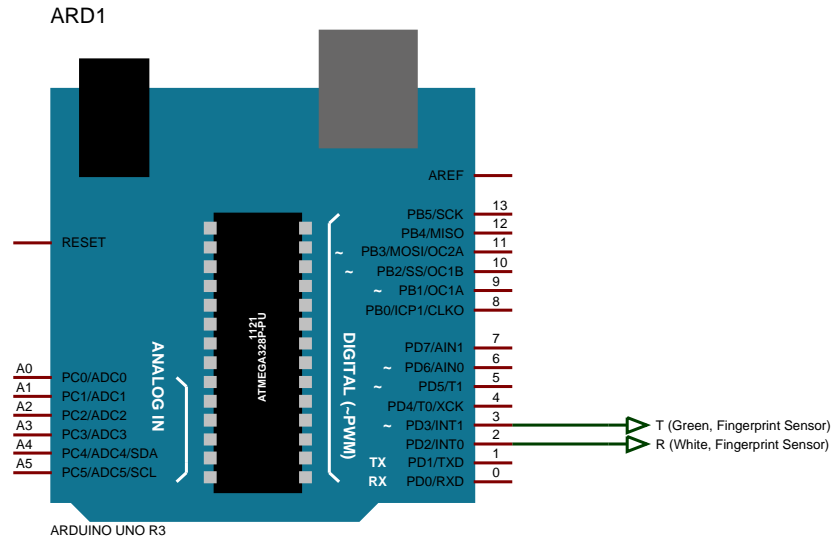 ARD1
AREF
PB5/SCK 13
PB4/MISO 12
~ PB3/MOSI/OC2A 11
~ PB2/SS/OC1B 10
~ PB1/OC1A 9
PB0/ICP1/CLKO 8
RESET
1121
ATMEGA328P-PU
DIGITAL (~PWM)
ANALOG IN
PD7/AIN1 7
~ PD6/AIN0 6
~ PD5/T1 5
PD4/T0/XCK 4
~ PD3/INT1 3
PD2/INT0 2
TX PD1/TXD 1
RX PD0/RXD 0
A0 PC0/ADC0
A1 PC1/ADC1
A2 PC2/ADC2
A3 PC3/ADC3
A4 PC4/ADC4/SDA
A5 PC5/ADC5/SCL
T (Green, Fingerprint Sensor)
R (White, Fingerprint Sensor)
ARDUINO UNO R3